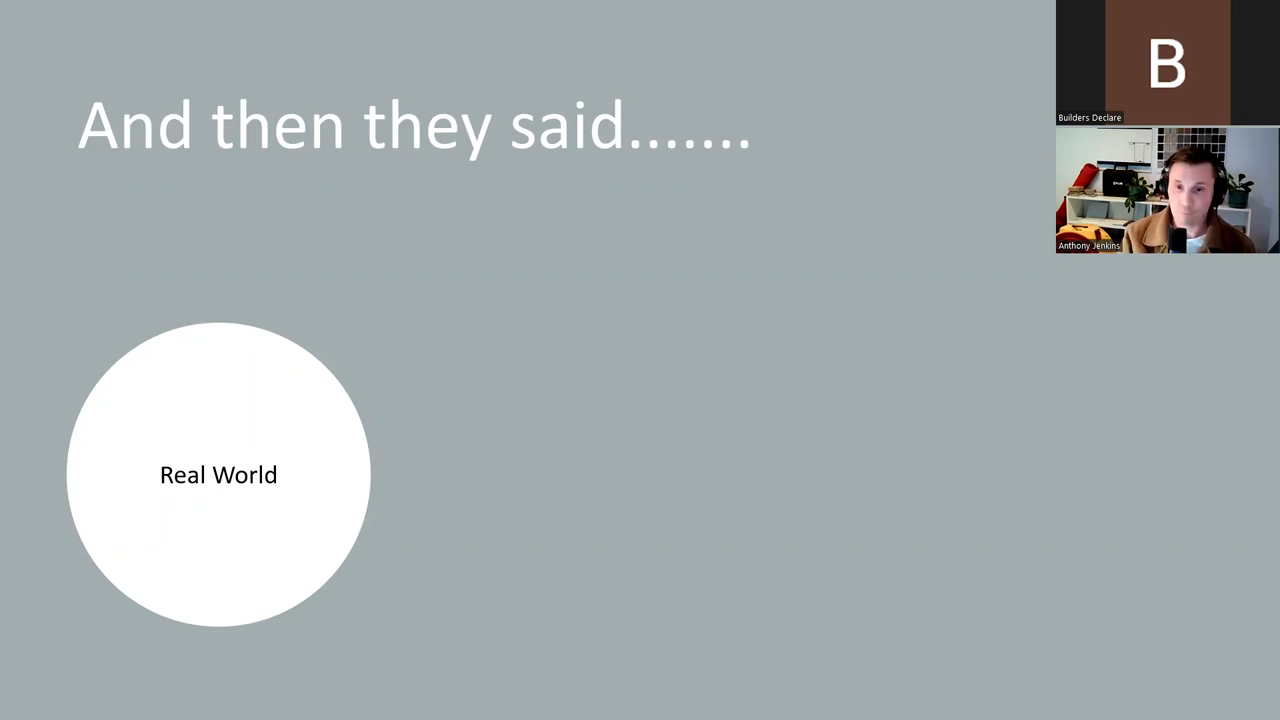 And then they said.......
B
Builders Declare
Anthony Jenkins
Real World